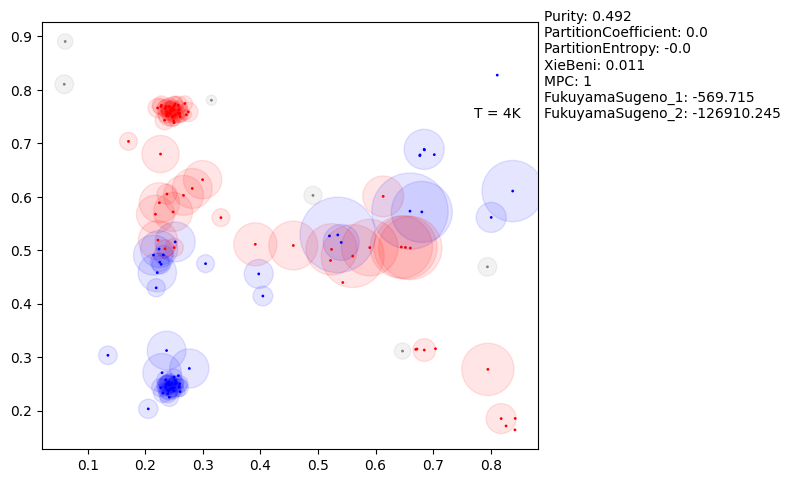 Purity: 0.492
PartitionCoefficient: 0.0
PartitionEntropy: -0.0
XieBeni: 0.011
MPC: 1
FukuyamaSugeno_1: -569.715
FukuyamaSugeno_2: -126910.245
T = 4K
0.9
0.8
0.7
0.6
0.5
0.4
0.3
0.2
0.1 0.2 0.3 0.4 0.5 0.6 0.7 0.8